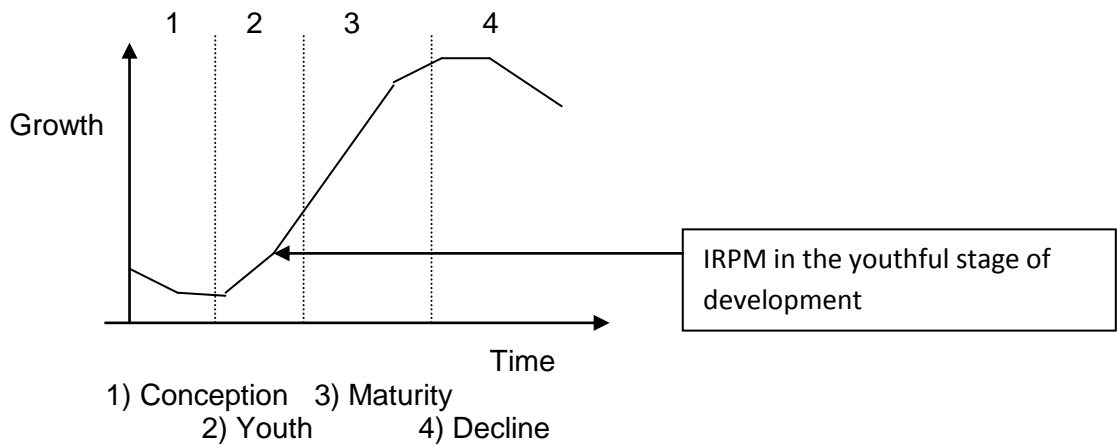 1 2 3 4
Growth
IRPM in the youthful stage of
development
Time
1) Conception 3) Maturity
2) Youth 4) Decline